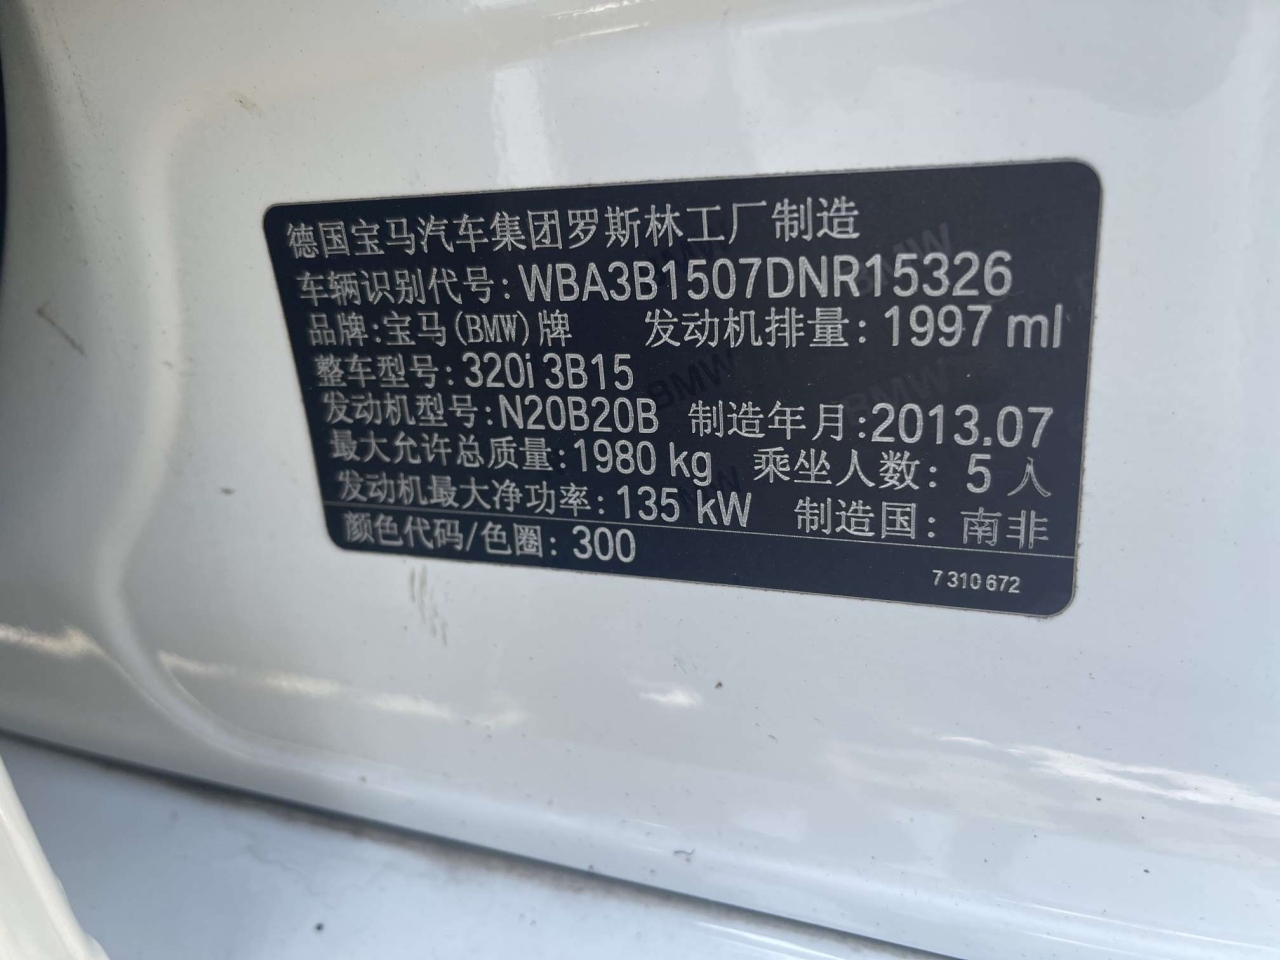 德国宝马汽车集团罗斯林工厂制造
车辆识别代号: WBA3B1507DNR15326
品牌: 宝马(BMW)牌 发动机排量: 1997 ml
整车型号: 320i 3B15
发动机型号: N20B20B 制造年月: 2013.07
最大允许总质量: 1980 kg 乘坐人数: 5人
发动机最大净功率: 135 kW 制造国: 南非
颜色代码/色圈: 300
7 310 672